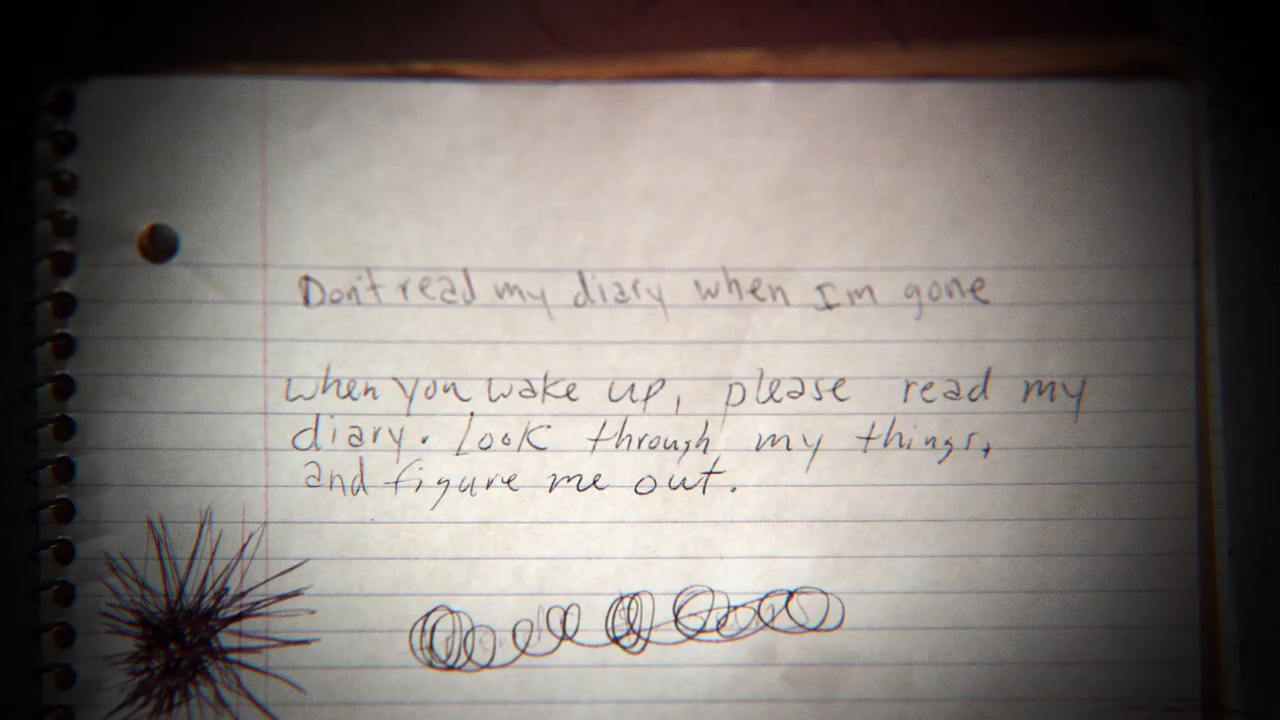 Don't read my diary when I'm gone
When you wake up, please read my
diary. Look through my things,
and figure me out.